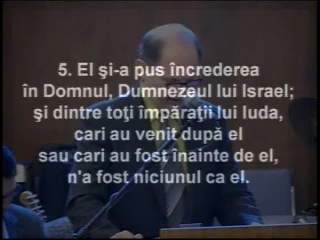 5. El şi-a pus încrederea
în Domnul, Dumnezeul lui Israel;
şi dintre toţi împăraţii lui Iuda,
cari au venit după el
sau cari au fost înainte de el,
n'a fost niciunul ca el.